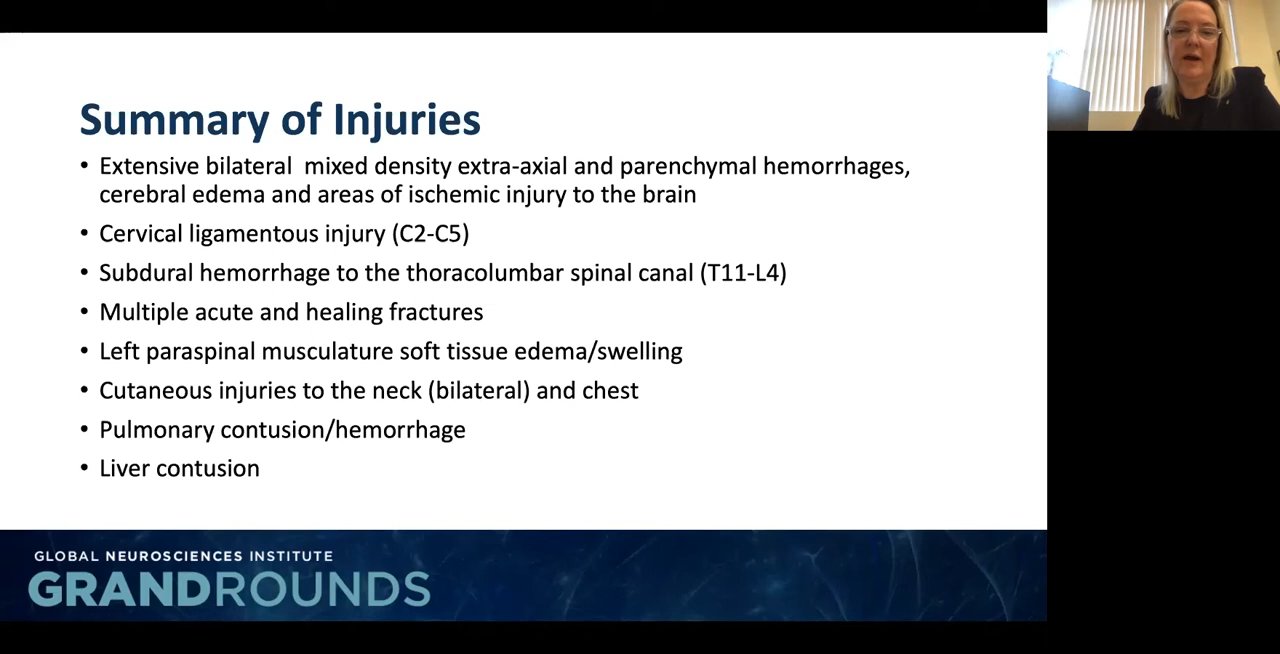 Summary of Injuries
• Extensive bilateral  mixed density extra-axial and parenchymal hemorrhages,
cerebral edema and areas of ischemic injury to the brain
• Cervical ligamentous injury (C2-C5)
• Subdural hemorrhage to the thoracolumbar spinal canal (T11-L4)
• Multiple acute and healing fractures
• Left paraspinal musculature soft tissue edema/swelling
• Cutaneous injuries to the neck (bilateral) and chest
• Pulmonary contusion/hemorrhage
• Liver contusion
GLOBAL NEUROSCIENCES INSTITUTE
GRANDROUNDS